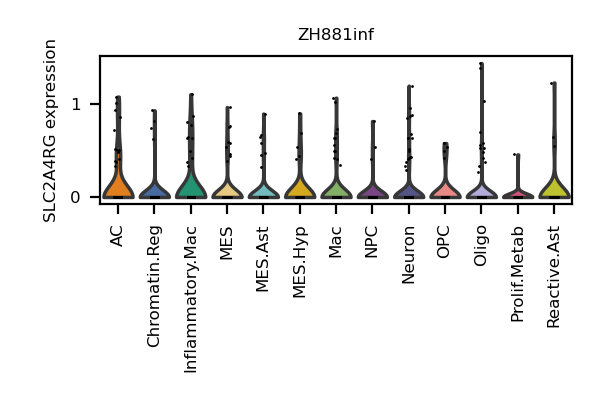 ZH881inf
SLC2A4RG expression
1
0
AC
Chromatin.Reg
Inflammatory.Mac
MES
MES.Ast
MES.Hyp
Mac
NPC
Neuron
OPC
Oligo
Prolif.Metab
Reactive.Ast